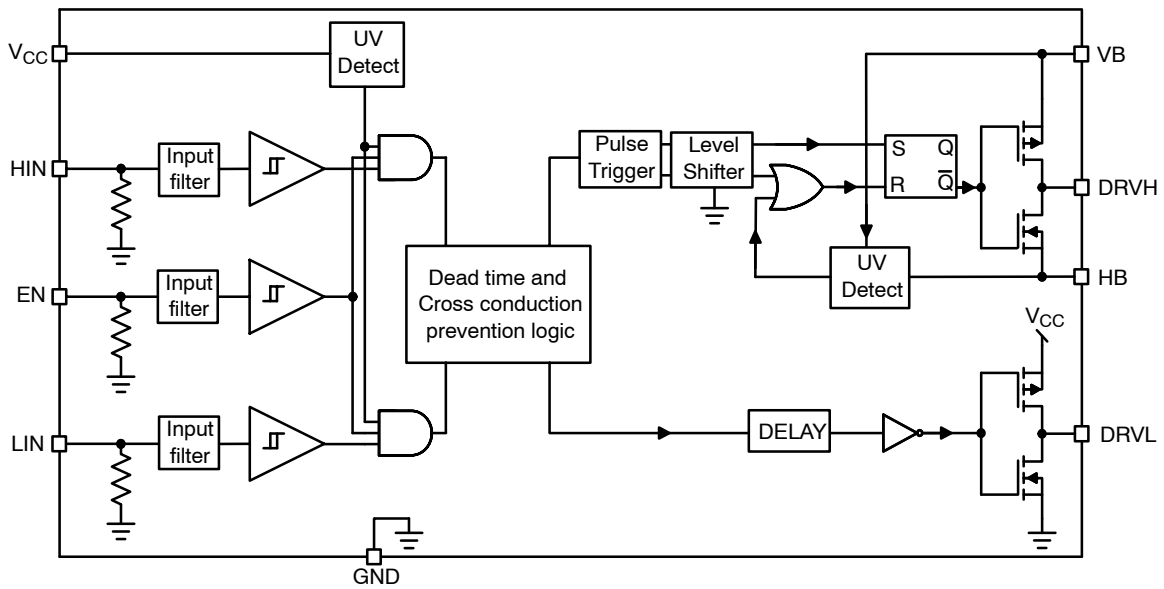 UV
Detect
VCC
VB
HIN
Input
filter
Pulse
Trigger
Level
Shifter
S Q
R Q̅
DRVH
EN
Input
filter
Dead time and
Cross conduction
prevention logic
UV
Detect
HB
VCC
LIN
Input
filter
DELAY
DRVL
GND